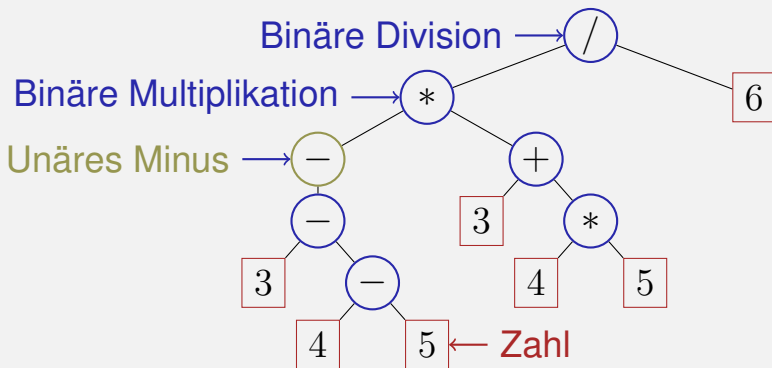 Binäre Division /
Binäre Multiplikation * 6
Unäres Minus − +
− 3 *
3 − 4 5
4 5 Zahl